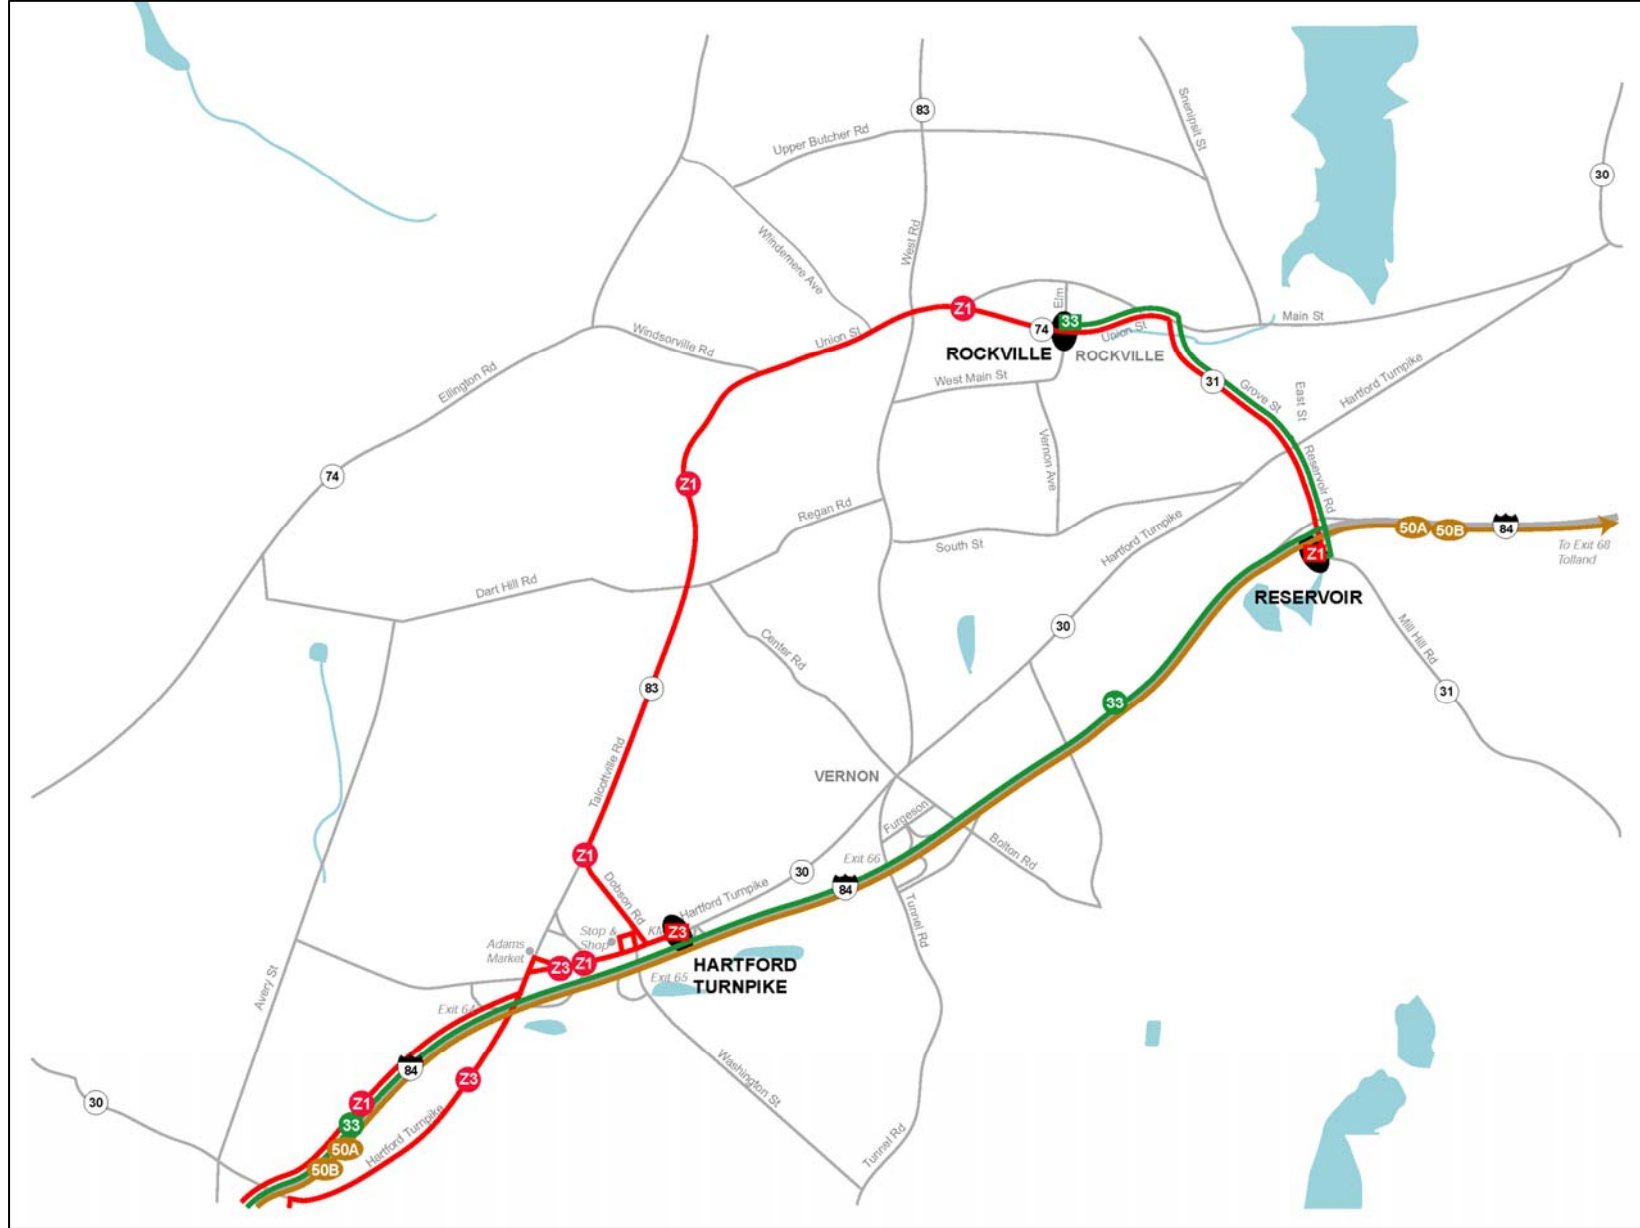 83
Upper Butcher Rd
Snenipsit St
30
Windemere Ave
West Rd
Z1
Elm
33
74
Union St
Main St
Windsorville Rd
Union St
ROCKVILLE
ROCKVILLE
Ellington Rd
West Main St
31
Grove St
East St
Hartford Turnpike
74
Z1
Vernon Ave
Reservoir Rd
Regan Rd
Hartford Turnpike
South St
50A
50B
84
To Exit 68
Tolland
Z1
RESERVOIR
Dart Hill Rd
Center Rd
30
Mill Hill Rd
83
31
33
Talcottville Rd
VERNON
Furgeson
Z1
Exit 66
Bolton Rd
30
84
Dobson Rd
Hartford Turnpike
Tunnel Rd
Stop &
Shop
Z3
Adams
Market
Z3
Z1
HARTFORD
TURNPIKE
Exit 65
Avery St
Exit 64
84
Z3
Washington St
30
Z1
33
Hartford Turnpike
50A
50B
Tunnel Rd